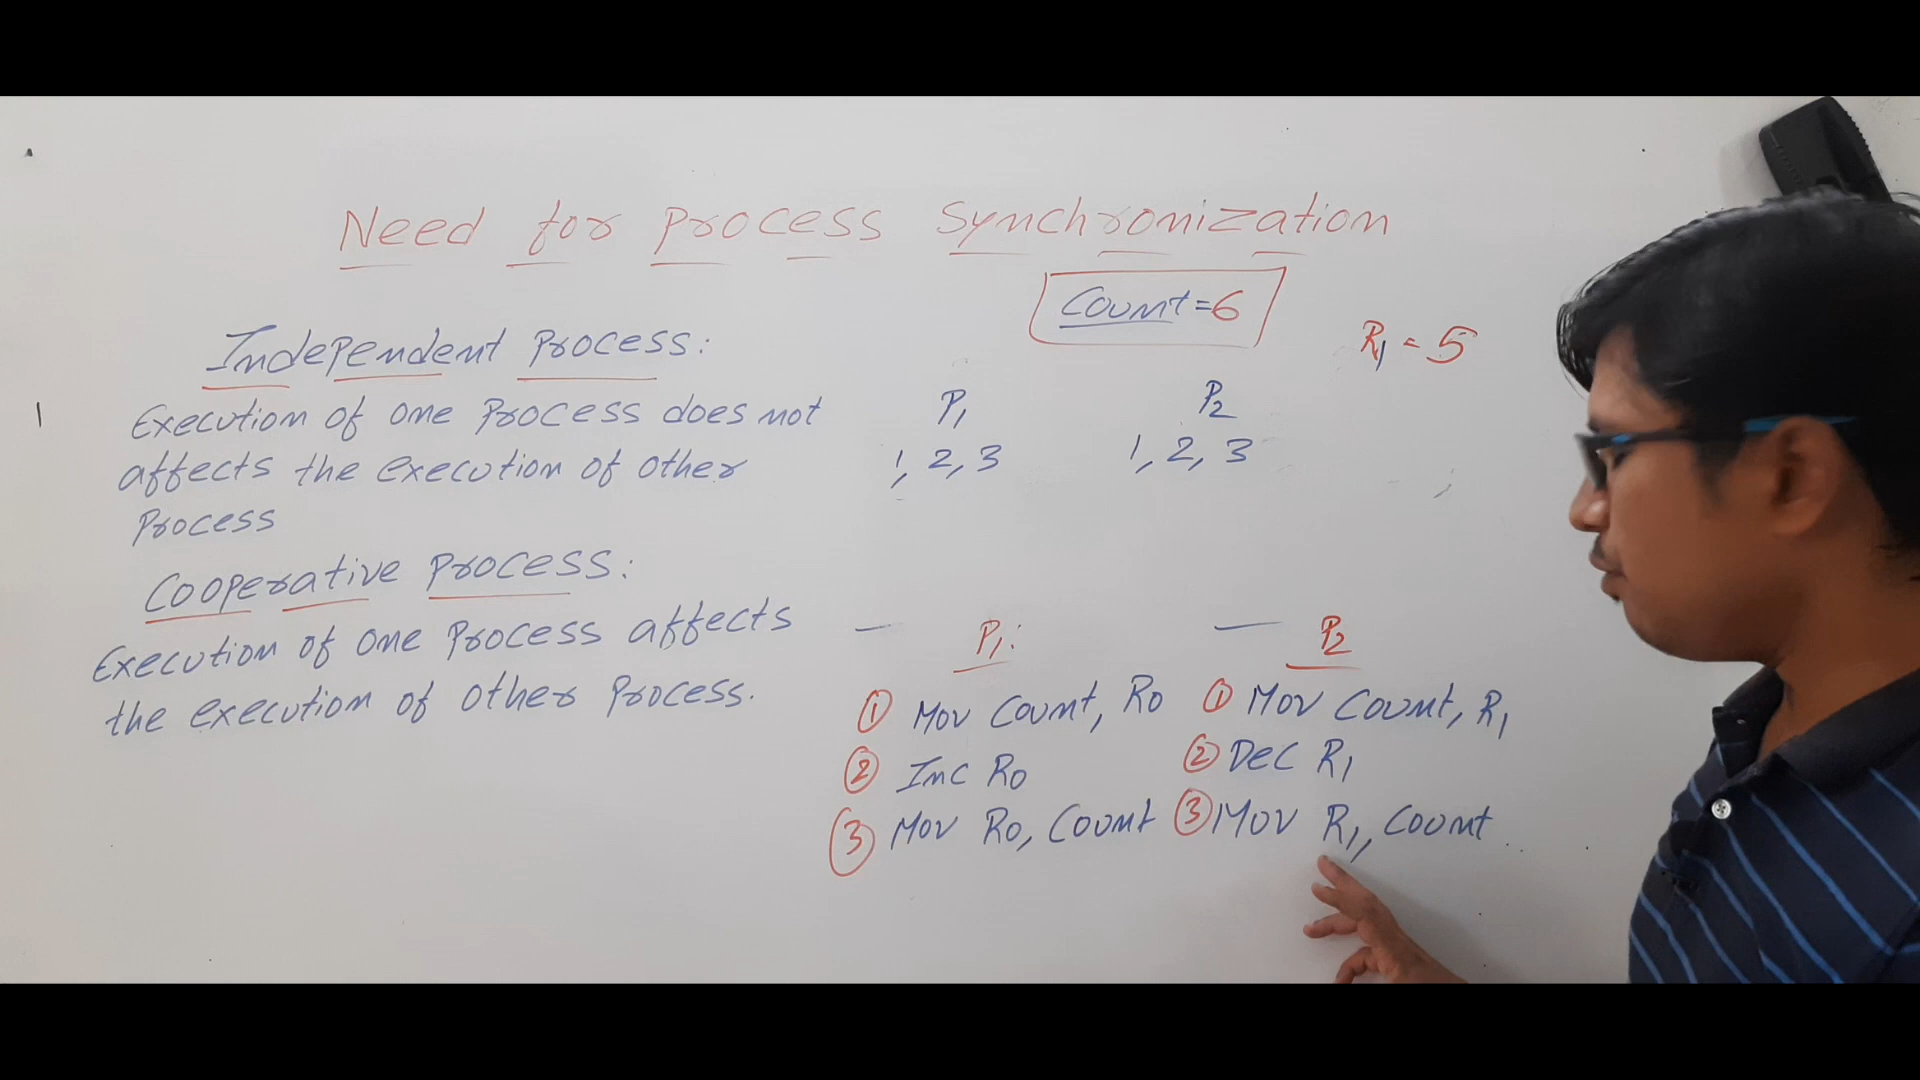 Need for process synchronization
Count=6
R1 = 5
Independent process:
Execution of one process does not
affects the execution of other
process
P1
1, 2, 3
P2
1, 2, 3
Cooperative process:
Execution of one process affects
the execution of other process.
P1:
① Mov Count, R0
② Inc R0
③ Mov R0, Count
P2
① Mov Count, R1
② Dec R1
③ Mov R1, Count